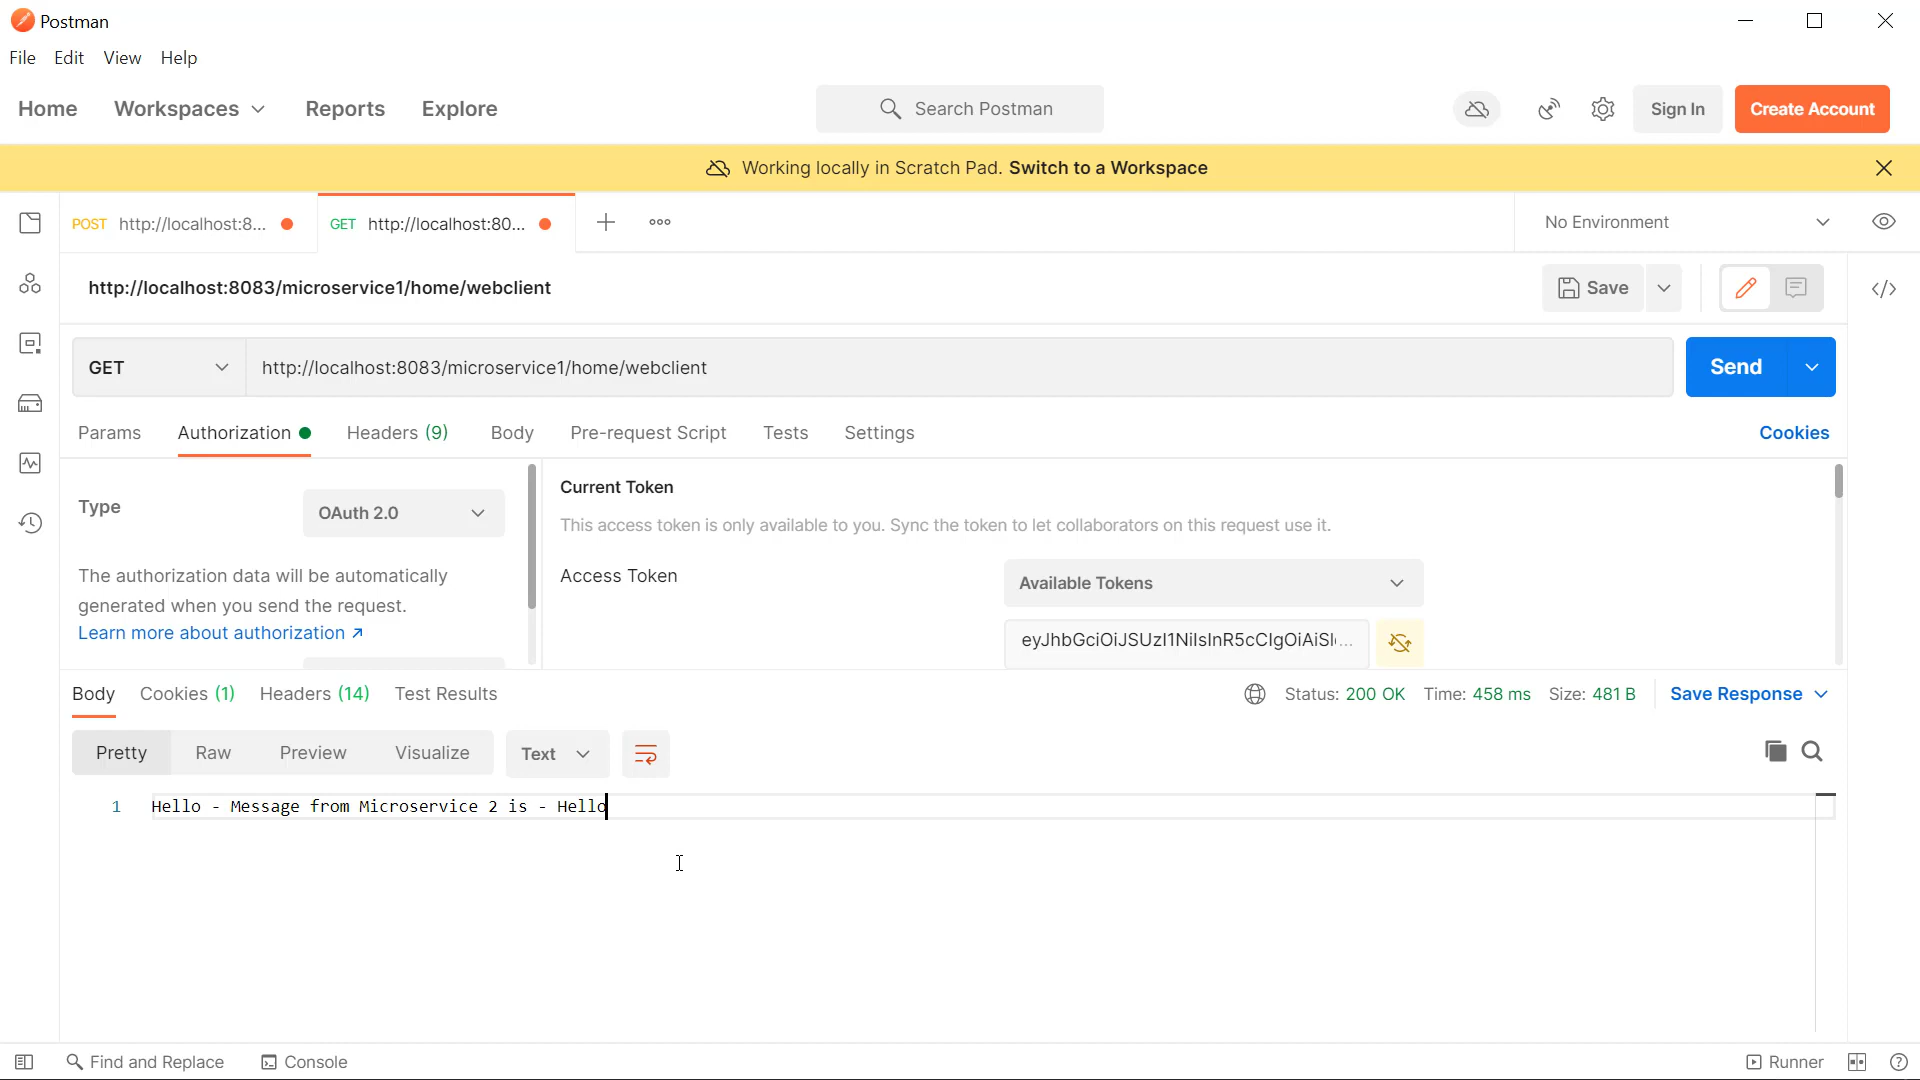 Postman
File Edit View Help
Home Workspaces Reports Explore Search Postman Sign In Create Account
Working locally in Scratch Pad. Switch to a Workspace
POST http://localhost:8... GET http://localhost:80... No Environment
http://localhost:8083/microservice1/home/webclient Save
GET http://localhost:8083/microservice1/home/webclient Send
Params Authorization Headers (9) Body Pre-request Script Tests Settings Cookies
Type OAuth 2.0
The authorization data will be automatically
generated when you send the request.
Learn more about authorization ↗
Current Token
This access token is only available to you. Sync the token to let collaborators on this request use it.
Access Token Available Tokens
Body Cookies (1) Headers (14) Test Results Status: 200 OK Time: 458 ms Size: 481 B Save Response
Pretty Raw Preview Visualize Text
1 Hello - Message from Microservice 2 is - Hello
Find and Replace Console Runner